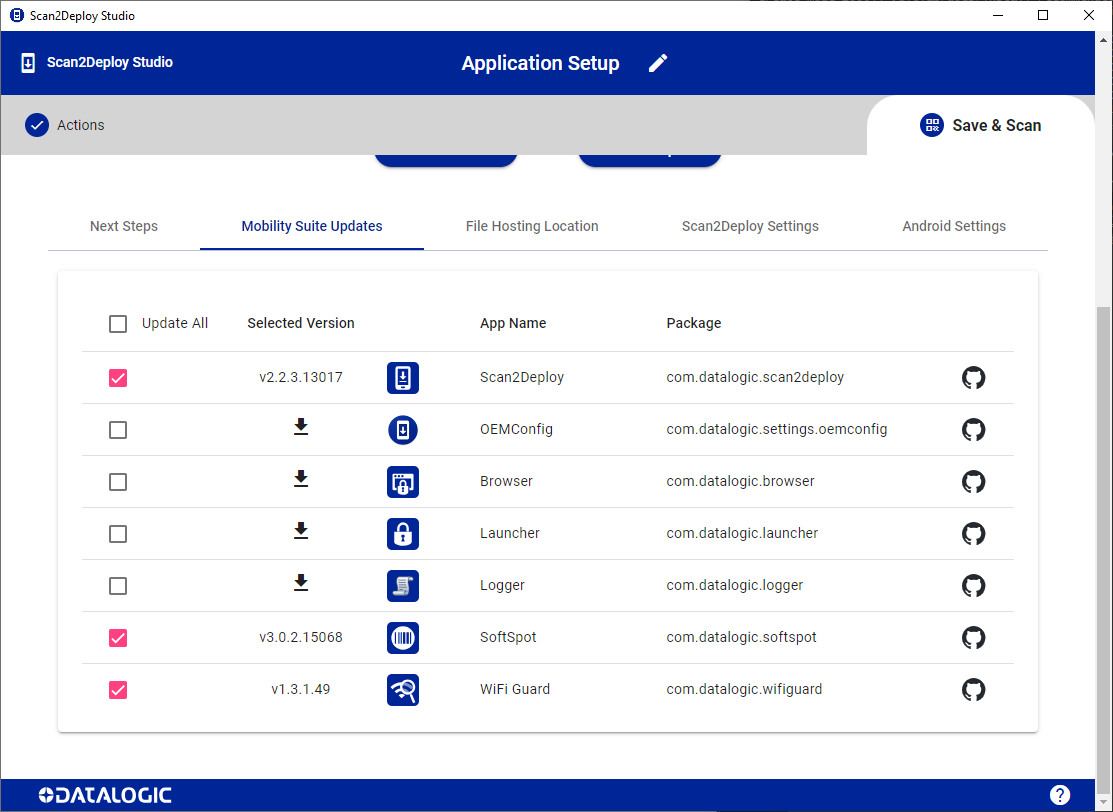 Scan2Deploy Studio
Scan2Deploy Studio
Application Setup
Actions
Save & Scan
Next Steps
Mobility Suite Updates
File Hosting Location
Scan2Deploy Settings
Android Settings
Update All Selected Version App Name Package
v2.2.3.13017 Scan2Deploy com.datalogic.scan2deploy
OEMConfig com.datalogic.settings.oemconfig
Browser com.datalogic.browser
Launcher com.datalogic.launcher
Logger com.datalogic.logger
v3.0.2.15068 SoftSpot com.datalogic.softspot
v1.3.1.49 WiFi Guard com.datalogic.wifiguard
DATALOGIC
?